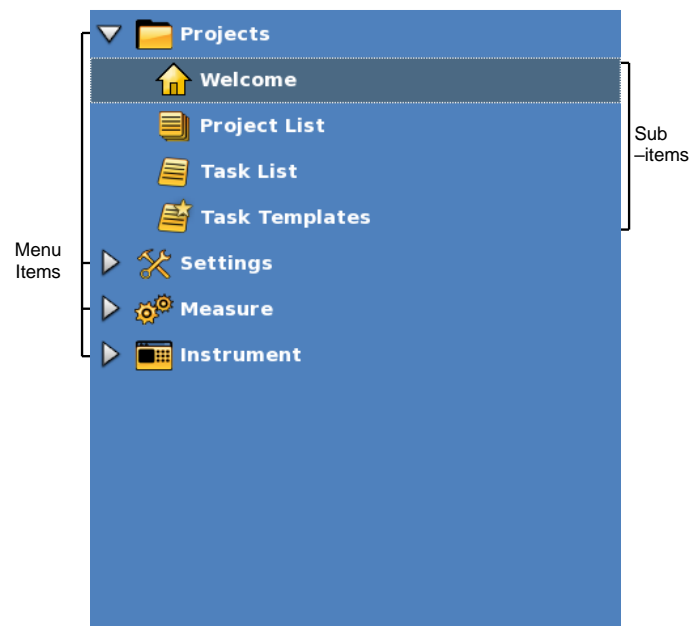 Projects
Welcome
Project List
Task List
Task Templates
Settings
Measure
Instrument
Menu
Items
Sub
–items